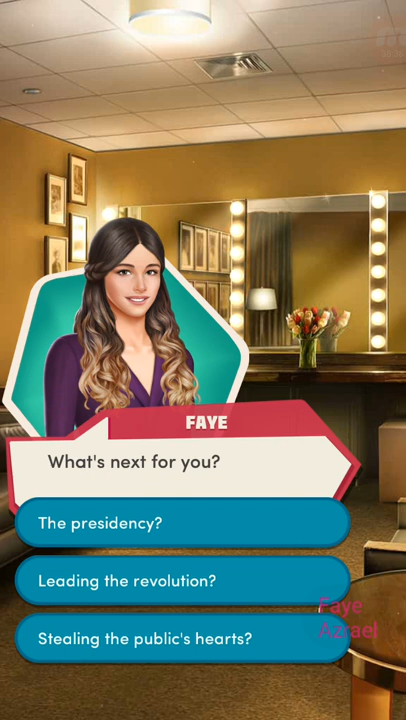 FAYE
What's next for you?
The presidency?
Leading the revolution?
Stealing the public's hearts?
Faye
Azrael